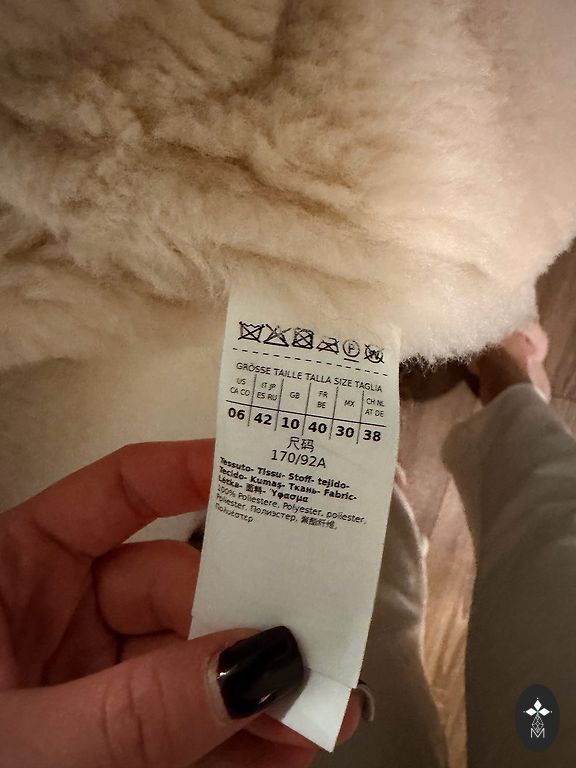 GRÖSSE TAILLE TALLA SIZE TAGLIA
US CA CO IT JP ES RU GB FR BE MX CH NL AT DE
06 42 10 40 30 38
尺码
170/92A
Tessuto- Tissu- Stoff- tejido-
Tecido- Kumaş- Ткань- Fabric-
Látka- 面料- Ύφασμα
100% Poliestere, Polyester, poliester,
Poliéster, Полиэстер, 聚酯纤维,
Πολυέστερ